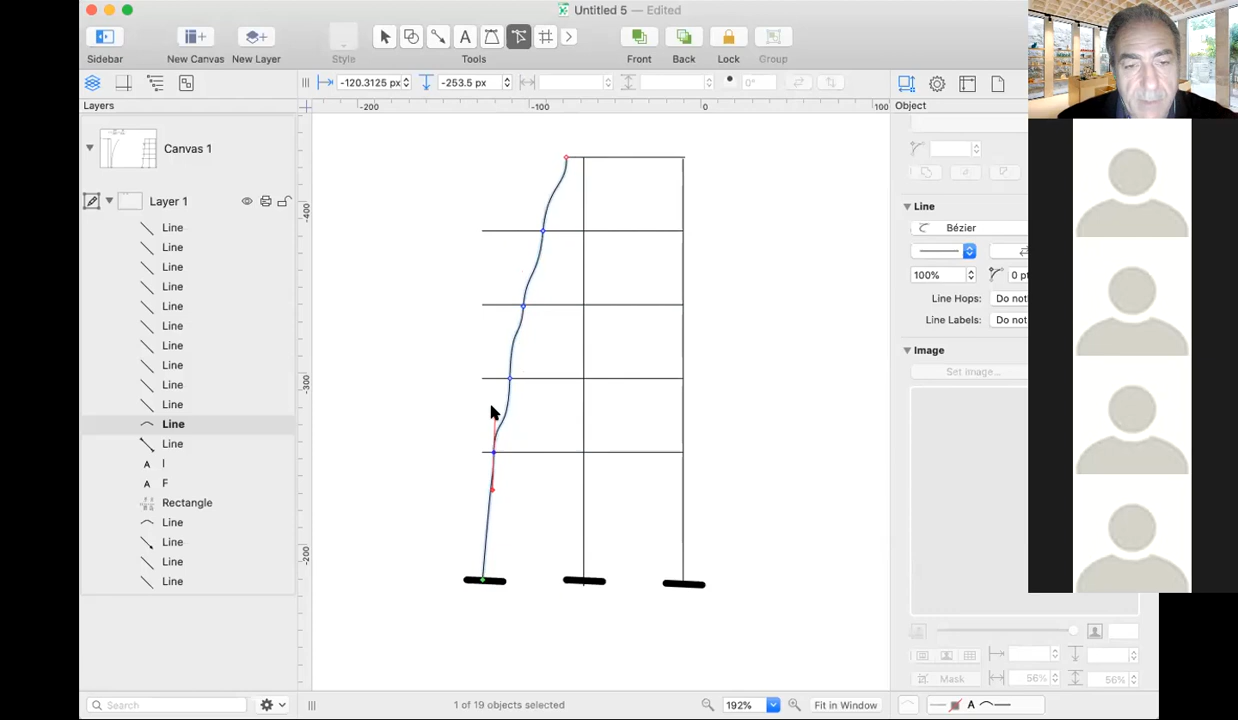 Untitled 5 — Edited
Sidebar
New Canvas
New Layer
Style
Tools
Front
Back
Lock
Group
-120.3125 px
-253.5 px
0°
Layers
-200
-100
0
100
Object
Canvas 1
Layer 1
Line
Line
Line
Line
Line
Line
Line
Line
Line
Line
Line
Line
I
F
Rectangle
Line
Line
Line
Line
-400
-300
-200
Line
Bézier
100%
0 pt
Line Hops:
Do not
Line Labels:
Do not
Image
Set image...
Mask
56%
56%
Search
1 of 19 objects selected
192%
Fit in Window
A